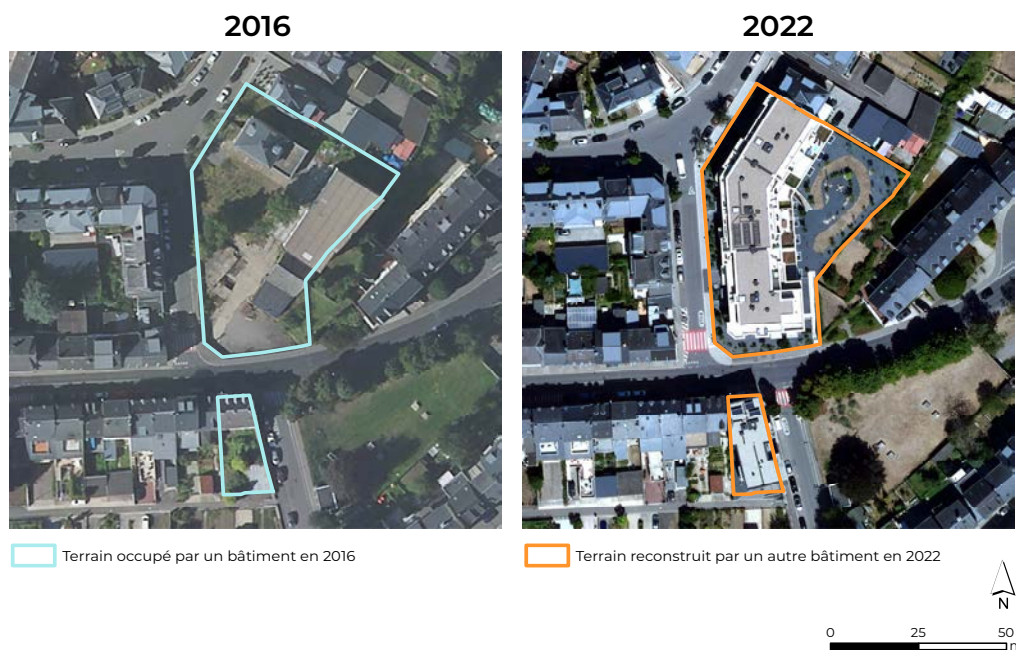 2016
2022
Terrain occupé par un bâtiment en 2016
Terrain reconstruit par un autre bâtiment en 2022
N
0 25 50
m